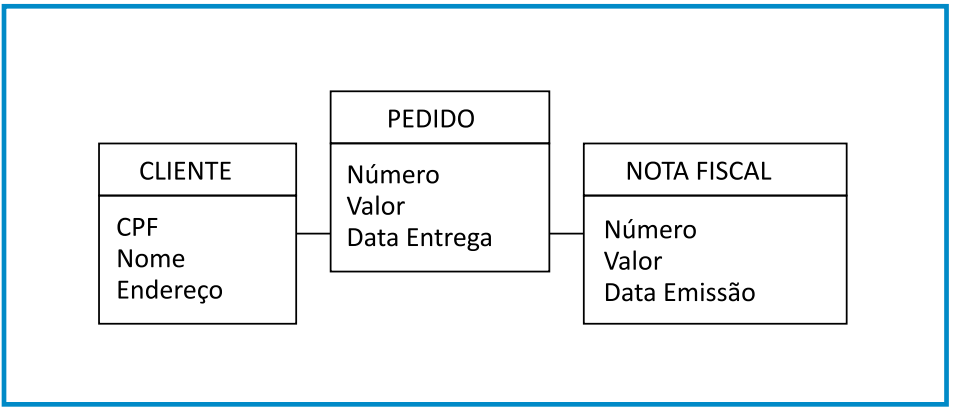 CLIENTE
CPF
Nome
Endereço
PEDIDO
Número
Valor
Data Entrega
NOTA FISCAL
Número
Valor
Data Emissão